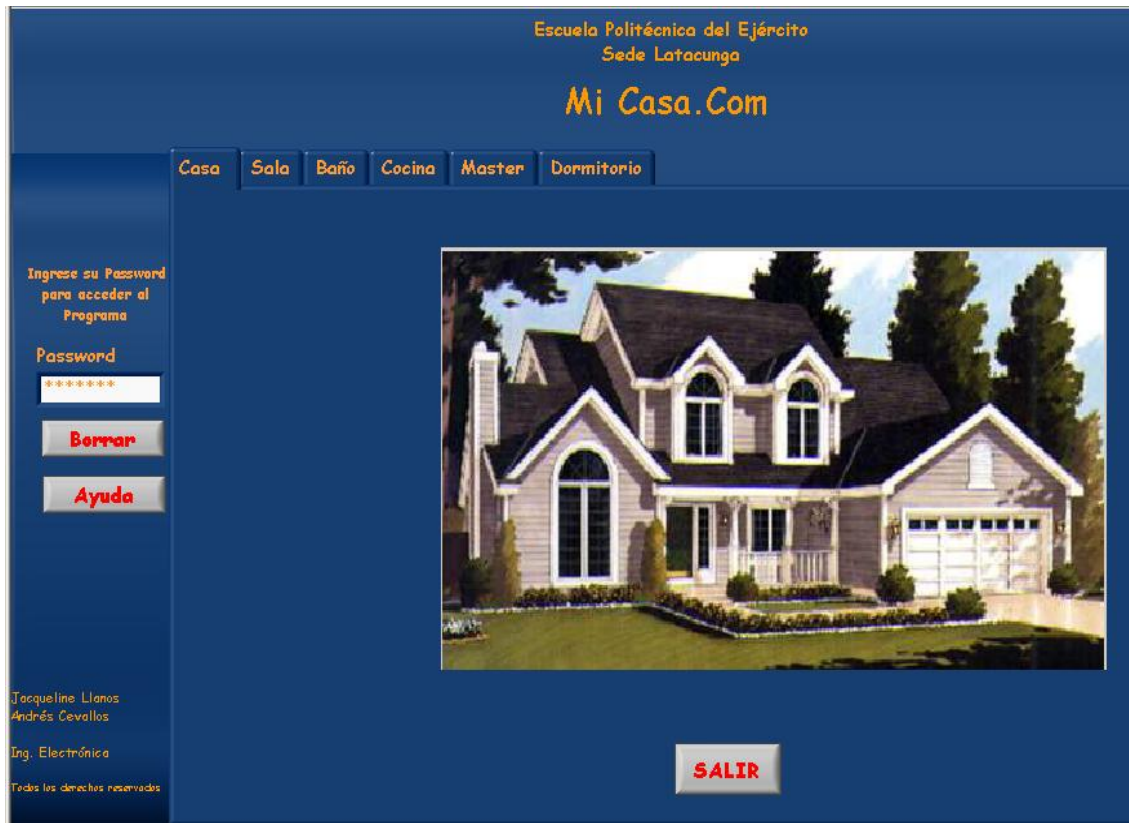 Escuela Politécnica del Ejército
Sede Latacunga
Mi Casa.Com
Casa Sala Baño Cocina Master Dormitorio
Ingrese su Password
para acceder al
Programa
Password
*******
Borrar
Ayuda
Jacqueline Llanos
Andrés Cevallos
Ing. Electrónica
Todos los derechos reservados
SALIR